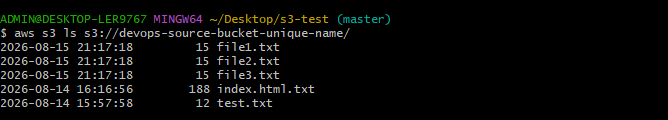 ADMIN@DESKTOP-LER9767 MINGW64 ~/Desktop/s3-test (master)
$ aws s3 ls s3://devops-source-bucket-unique-name/
2026-08-15 21:17:18         15 file1.txt
2026-08-15 21:17:18         15 file2.txt
2026-08-15 21:17:18         15 file3.txt
2026-08-14 16:16:56        188 index.html.txt
2026-08-14 15:57:58         12 test.txt